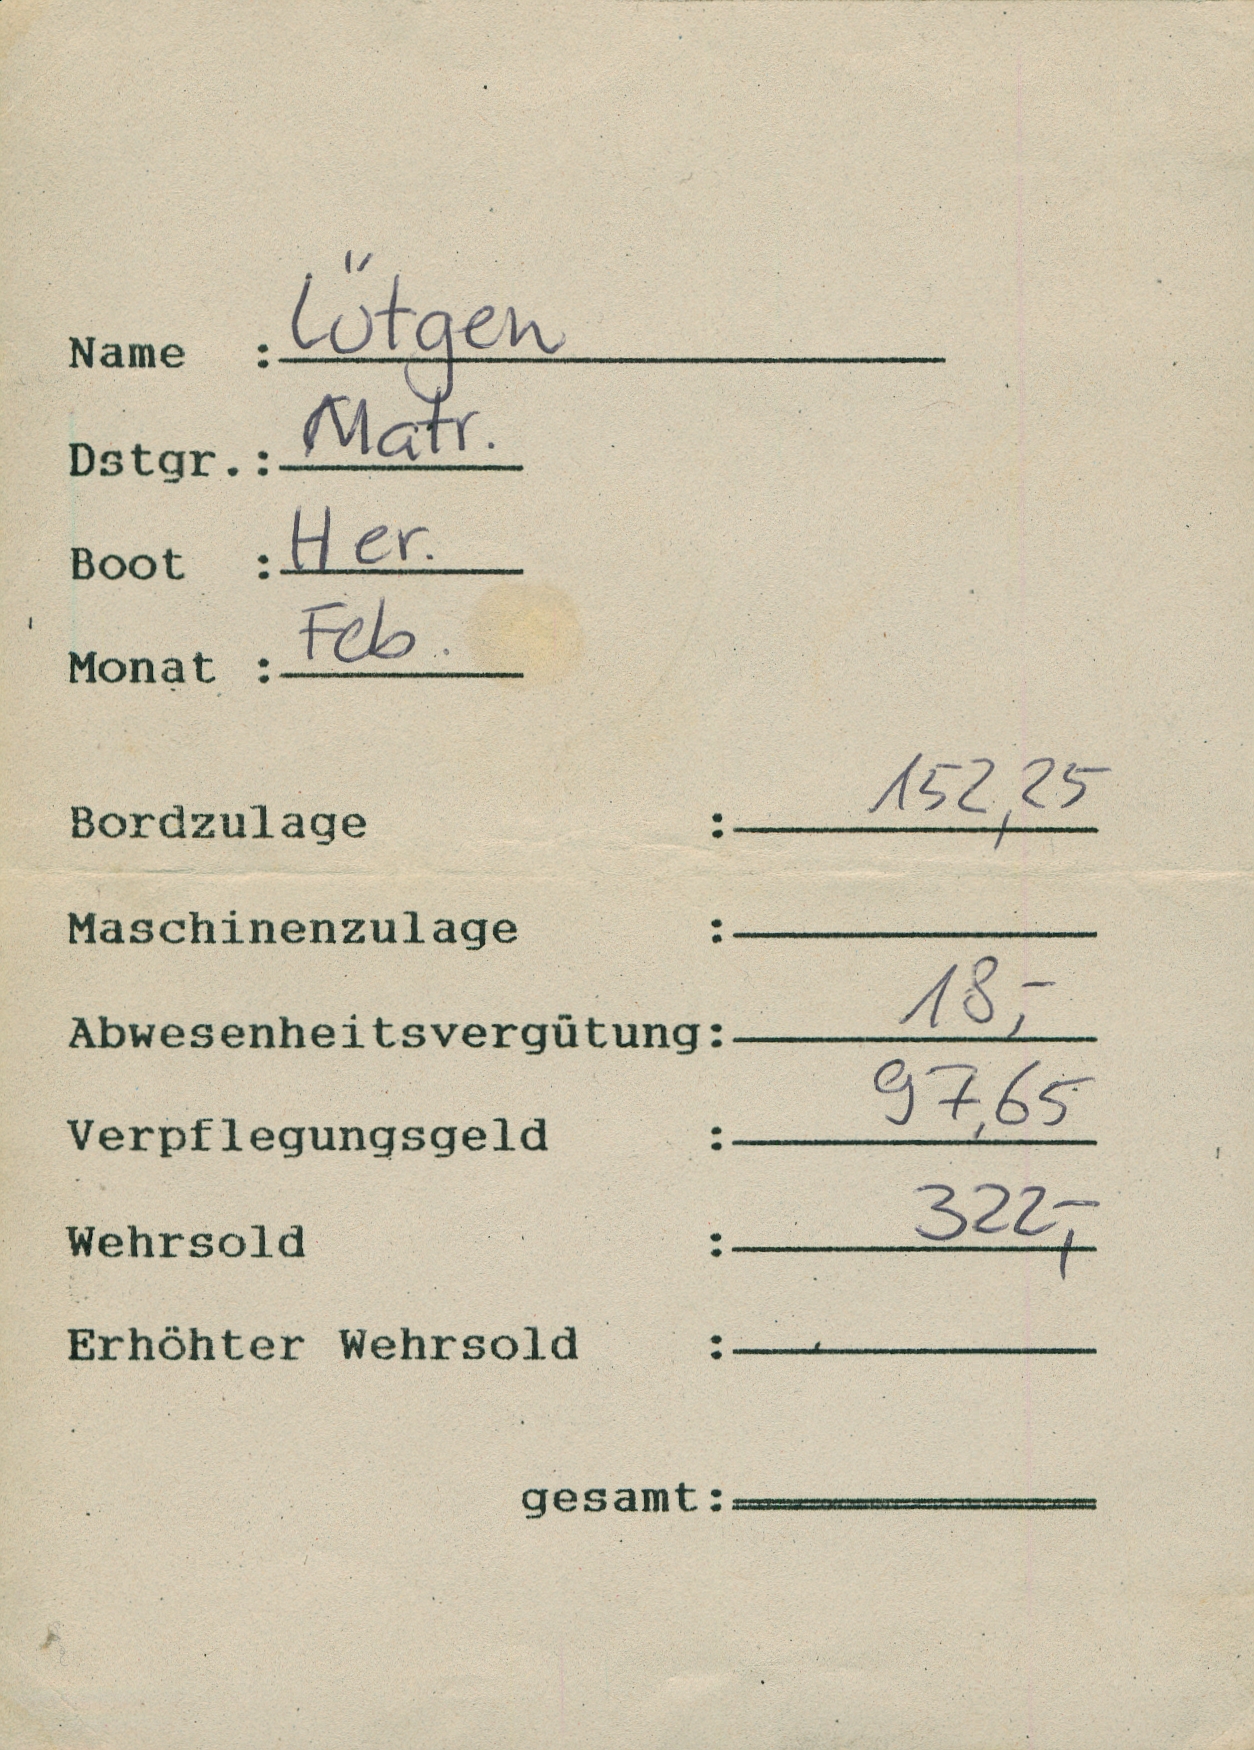 Name : Lütgen
Dstgr.: Matr.
Boot : Her.
Monat : Feb.
Bordzulage : 152,25
Maschinenzulage :
Abwesenheitsvergütung: 18,-
Verpflegungsgeld : 97,65
Wehrsold : 322,-
Erhöhter Wehrsold :
gesamt: